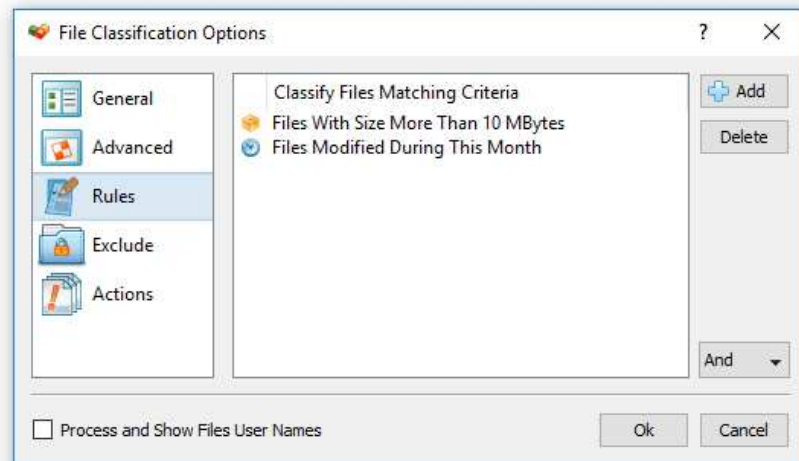 File Classification Options
?
General
Advanced
Rules
Exclude
Actions
Classify Files Matching Criteria
Files With Size More Than 10 MBytes
Files Modified During This Month
Add
Delete
And
Process and Show Files User Names
Ok
Cancel